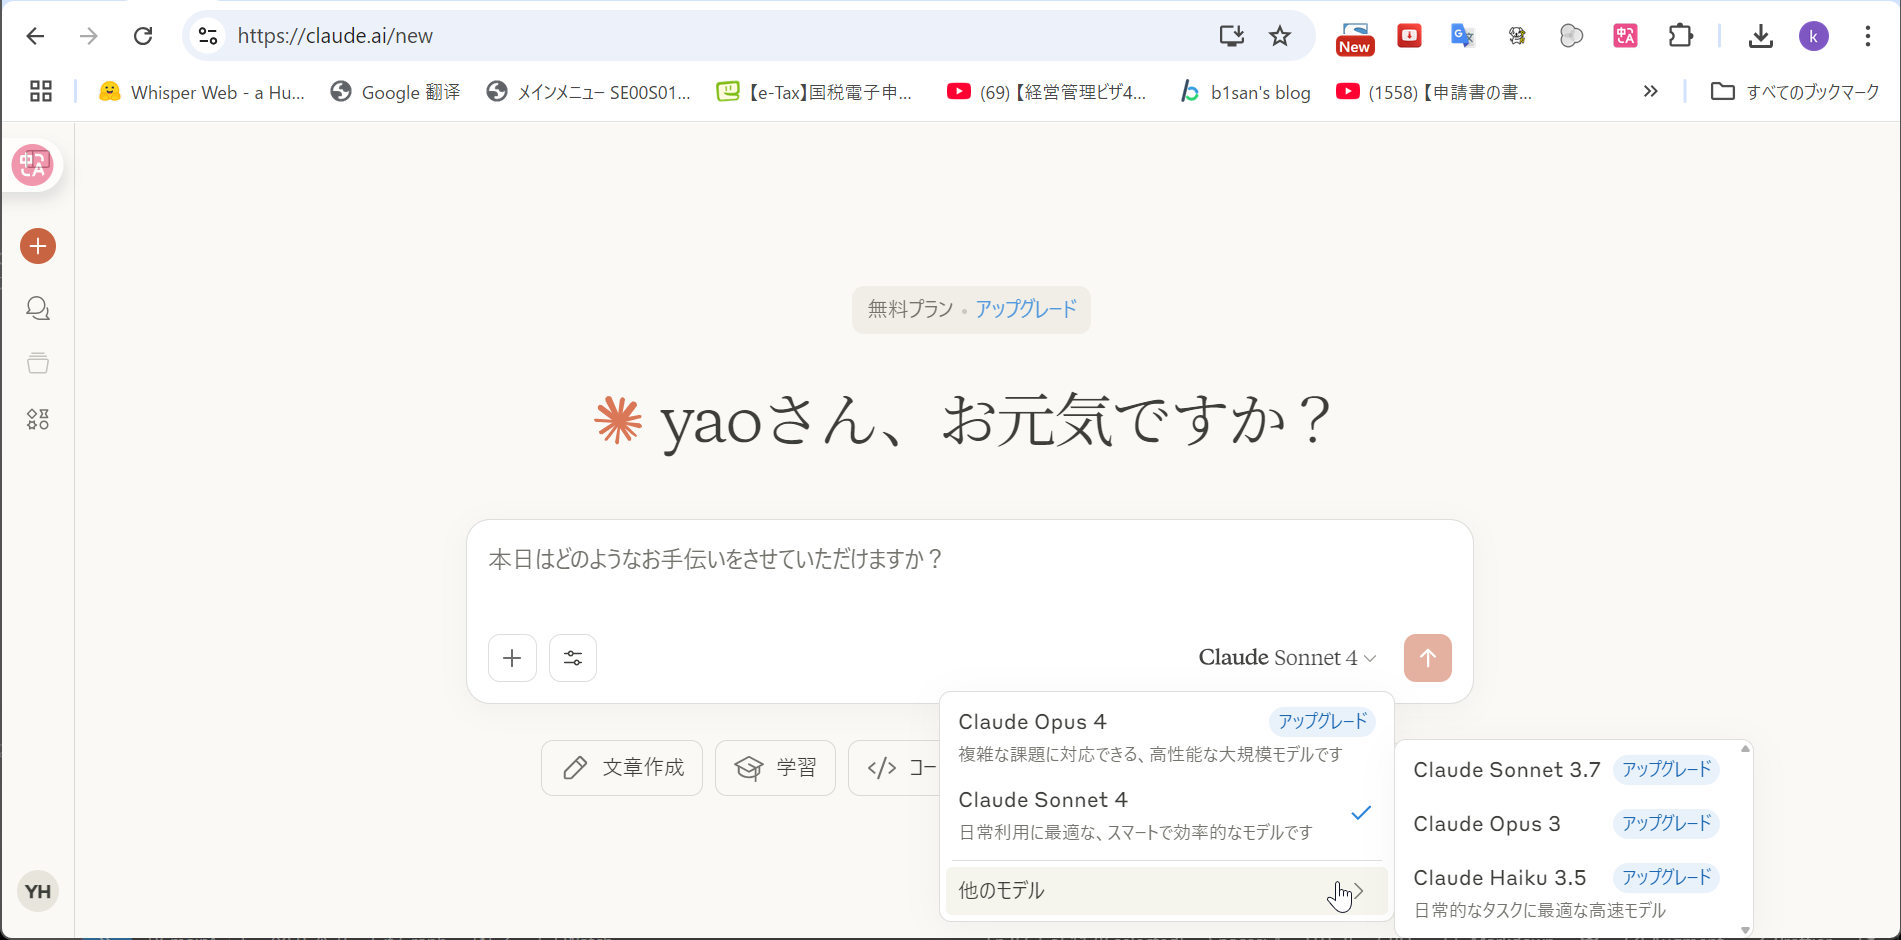 https://claude.ai/new
New
k
Whisper Web - a Hu...
Google 翻译
メインメニュー SE00S01...
【e-Tax】国税電子申...
(69)【経営管理ビザ4...
b1san's blog
(1558)【申請書の書...
すべてのブックマーク
無料プラン • アップグレード
yaoさん、お元気ですか？
本日はどのようなお手伝いをさせていただけますか？
Claude Sonnet 4
文章作成
学習
コー
Claude Opus 4 アップグレード
複雑な課題に対応できる、高性能な大規模モデルです
Claude Sonnet 4
日常利用に最適な、スマートで効率的なモデルです
他のモデル
Claude Sonnet 3.7 アップグレード
Claude Opus 3 アップグレード
Claude Haiku 3.5 アップグレード
日常的なタスクに最適な高速モデル
YH